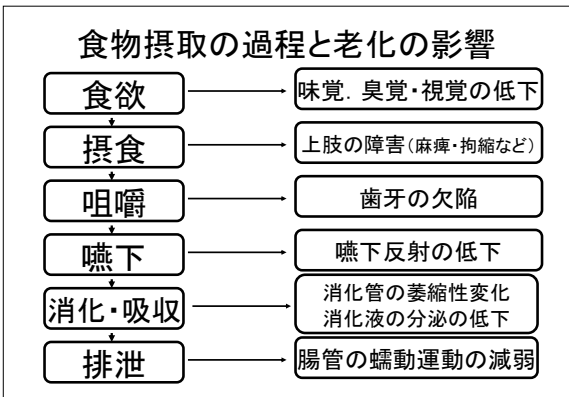 食物摂取の過程と老化の影響
食欲
味覚．臭覚・視覚の低下
摂食
上肢の障害（麻痺・拘縮など）
咀嚼
歯牙の欠陥
嚥下
嚥下反射の低下
消化・吸収
消化管の萎縮性変化
消化液の分泌の低下
排泄
腸管の蠕動運動の減弱